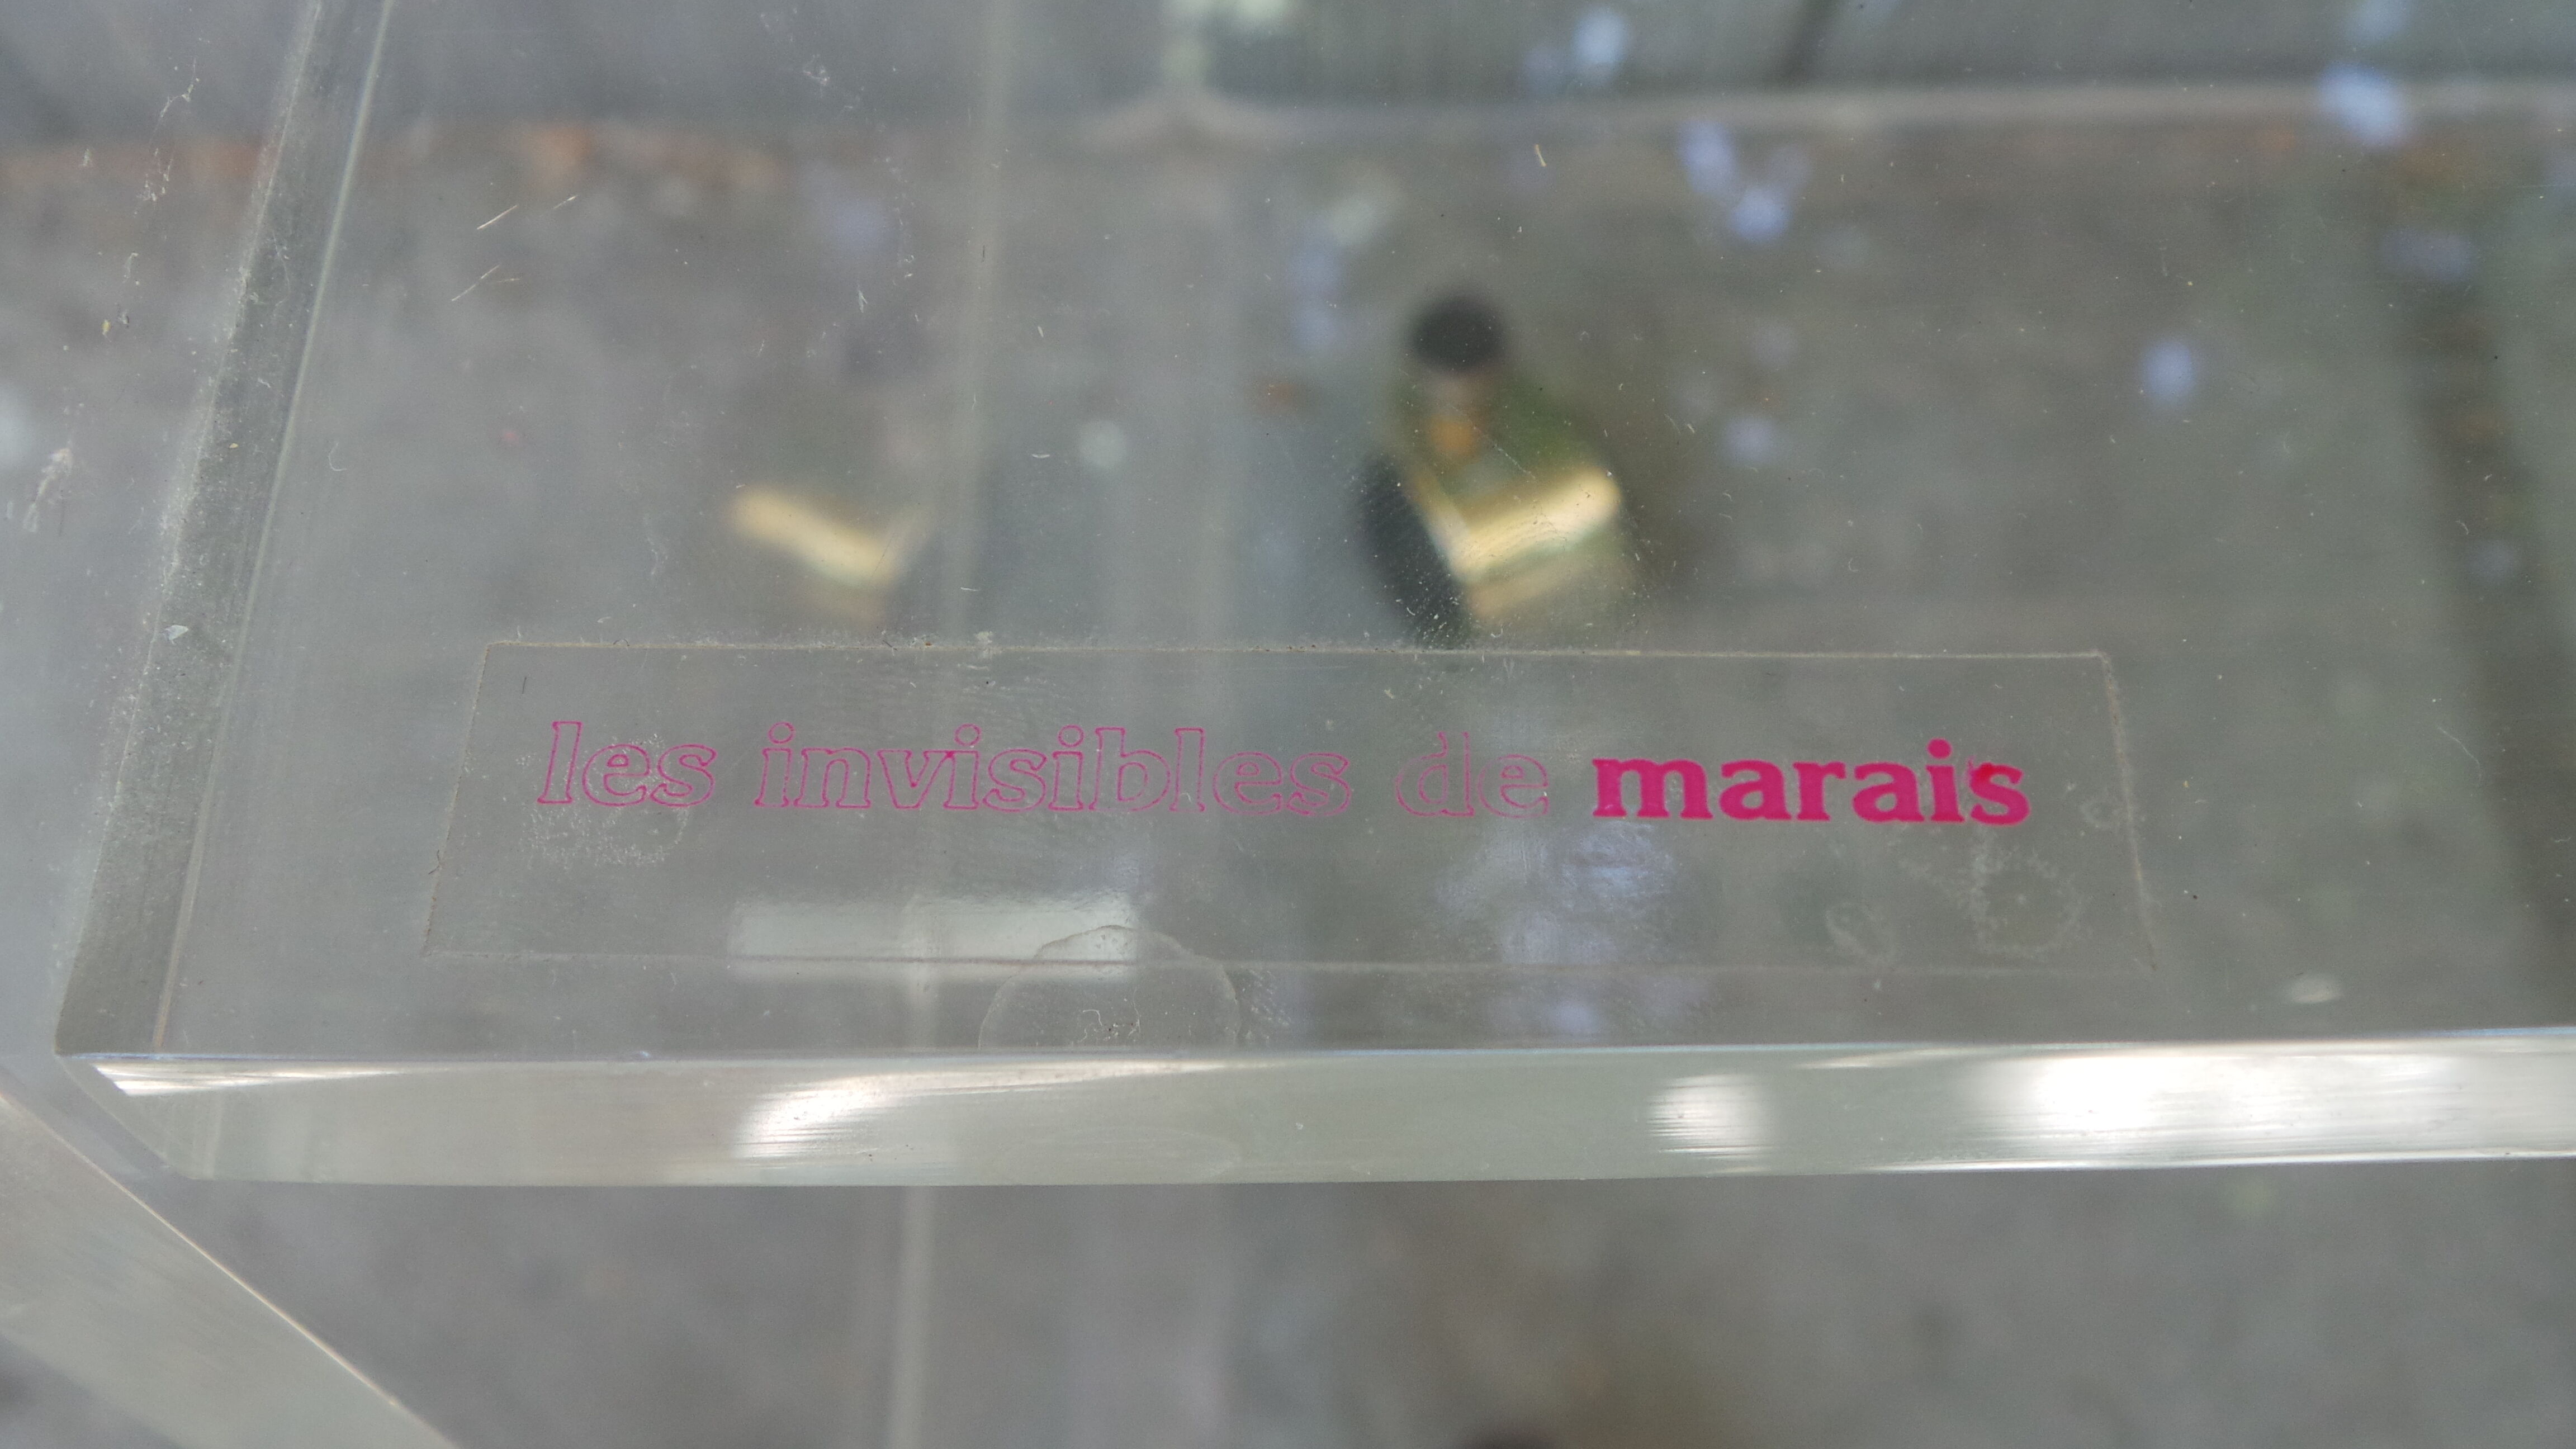 les invisibles de marais